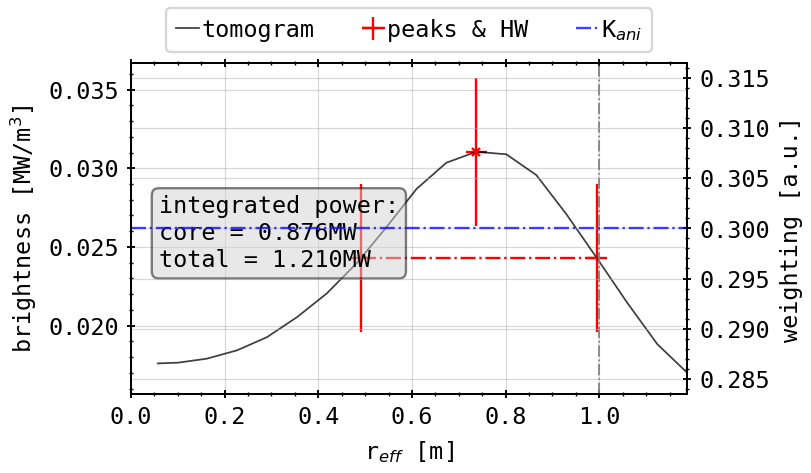 tomogram peaks & HW K_ani
brightness [MW/m³]
0.035
0.030
0.025
0.020
integrated power:
core = 0.876MW
total = 1.210MW
0.315
0.310
0.305
0.300
0.295
0.290
0.285
weighting [a.u.]
0.0 0.2 0.4 0.6 0.8 1.0
r_eff [m]